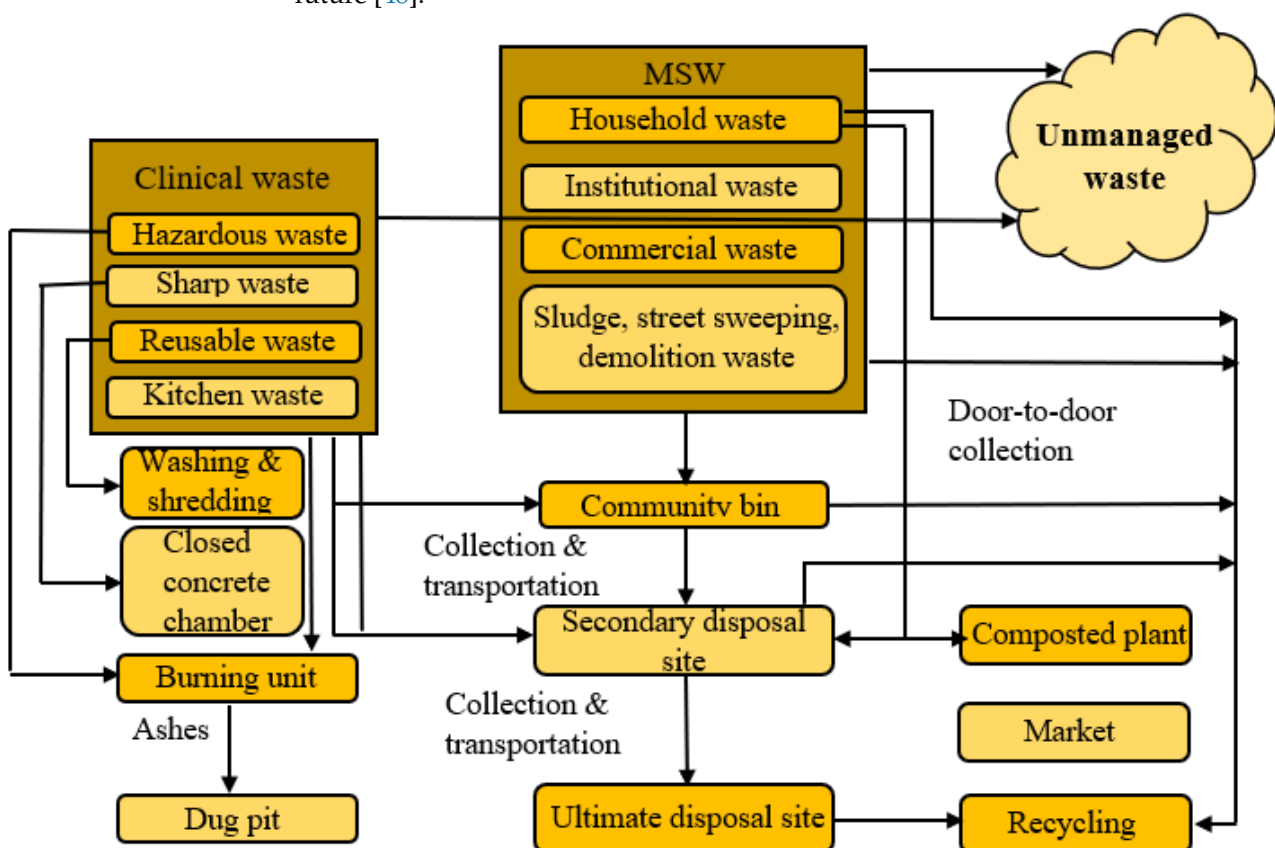 future [48].
MSW
Household waste
Institutional waste
Commercial waste
Sludge, street sweeping,
demolition waste
Unmanaged
waste
Clinical waste
Hazardous waste
Sharp waste
Reusable waste
Kitchen waste
Washing &
shredding
Closed
concrete
chamber
Burning unit
Ashes
Dug pit
Door-to-door
collection
Community bin
Collection &
transportation
Secondary disposal
site
Collection &
transportation
Ultimate disposal site
Composted plant
Market
Recycling